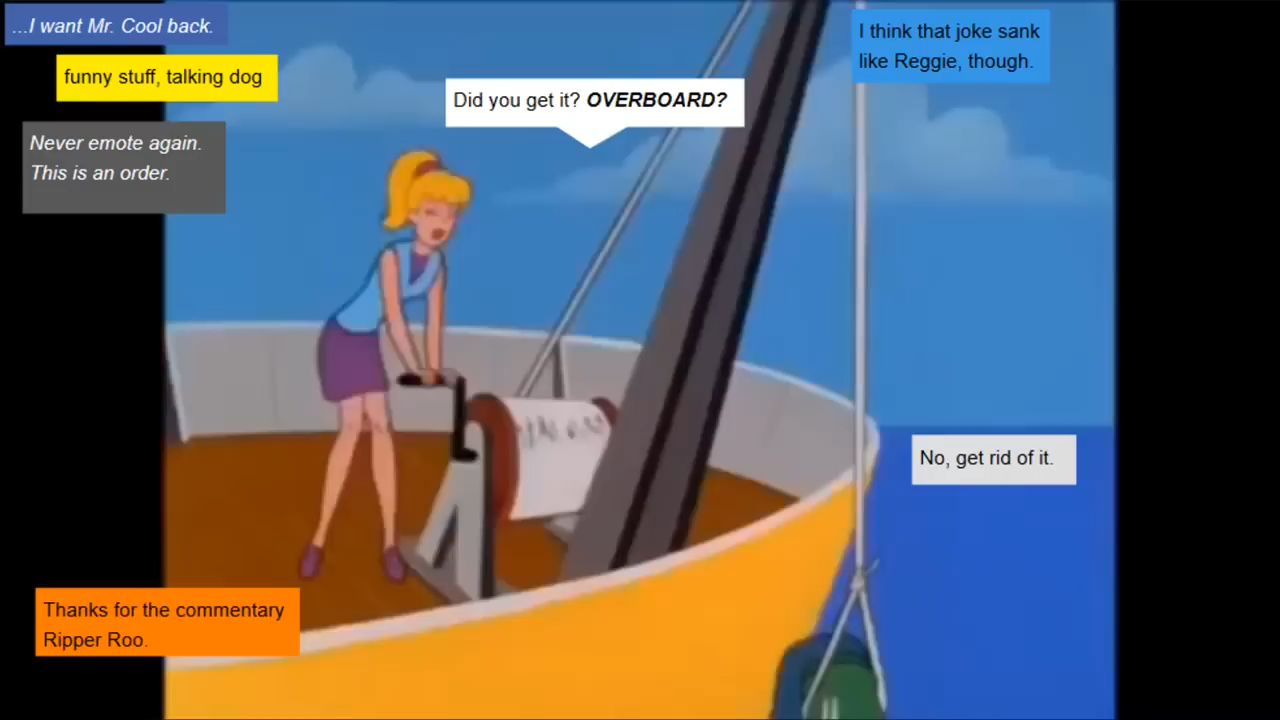 ...I want Mr. Cool back.
I think that joke sank
like Reggie, though.
funny stuff, talking dog
Did you get it? OVERBOARD?
Never emote again.
This is an order.
No, get rid of it.
Thanks for the commentary
Ripper Roo.